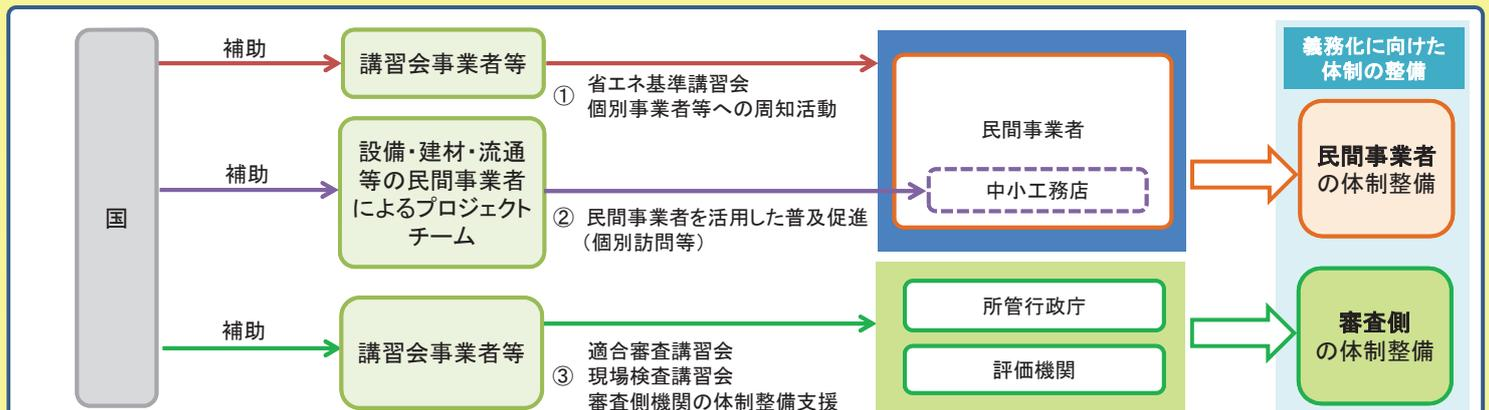 国
補助
講習会事業者等
① 省エネ基準講習会
個別事業者等への周知活動
補助
設備・建材・流通
等の民間事業者
によるプロジェクト
チーム
② 民間事業者を活用した普及促進
（個別訪問等）
補助
講習会事業者等
③ 適合審査講習会
現場検査講習会
審査側機関の体制整備支援
民間事業者
中小工務店
所管行政庁
評価機関
義務化に向けた
体制の整備
民間事業者
の体制整備
審査側
の体制整備